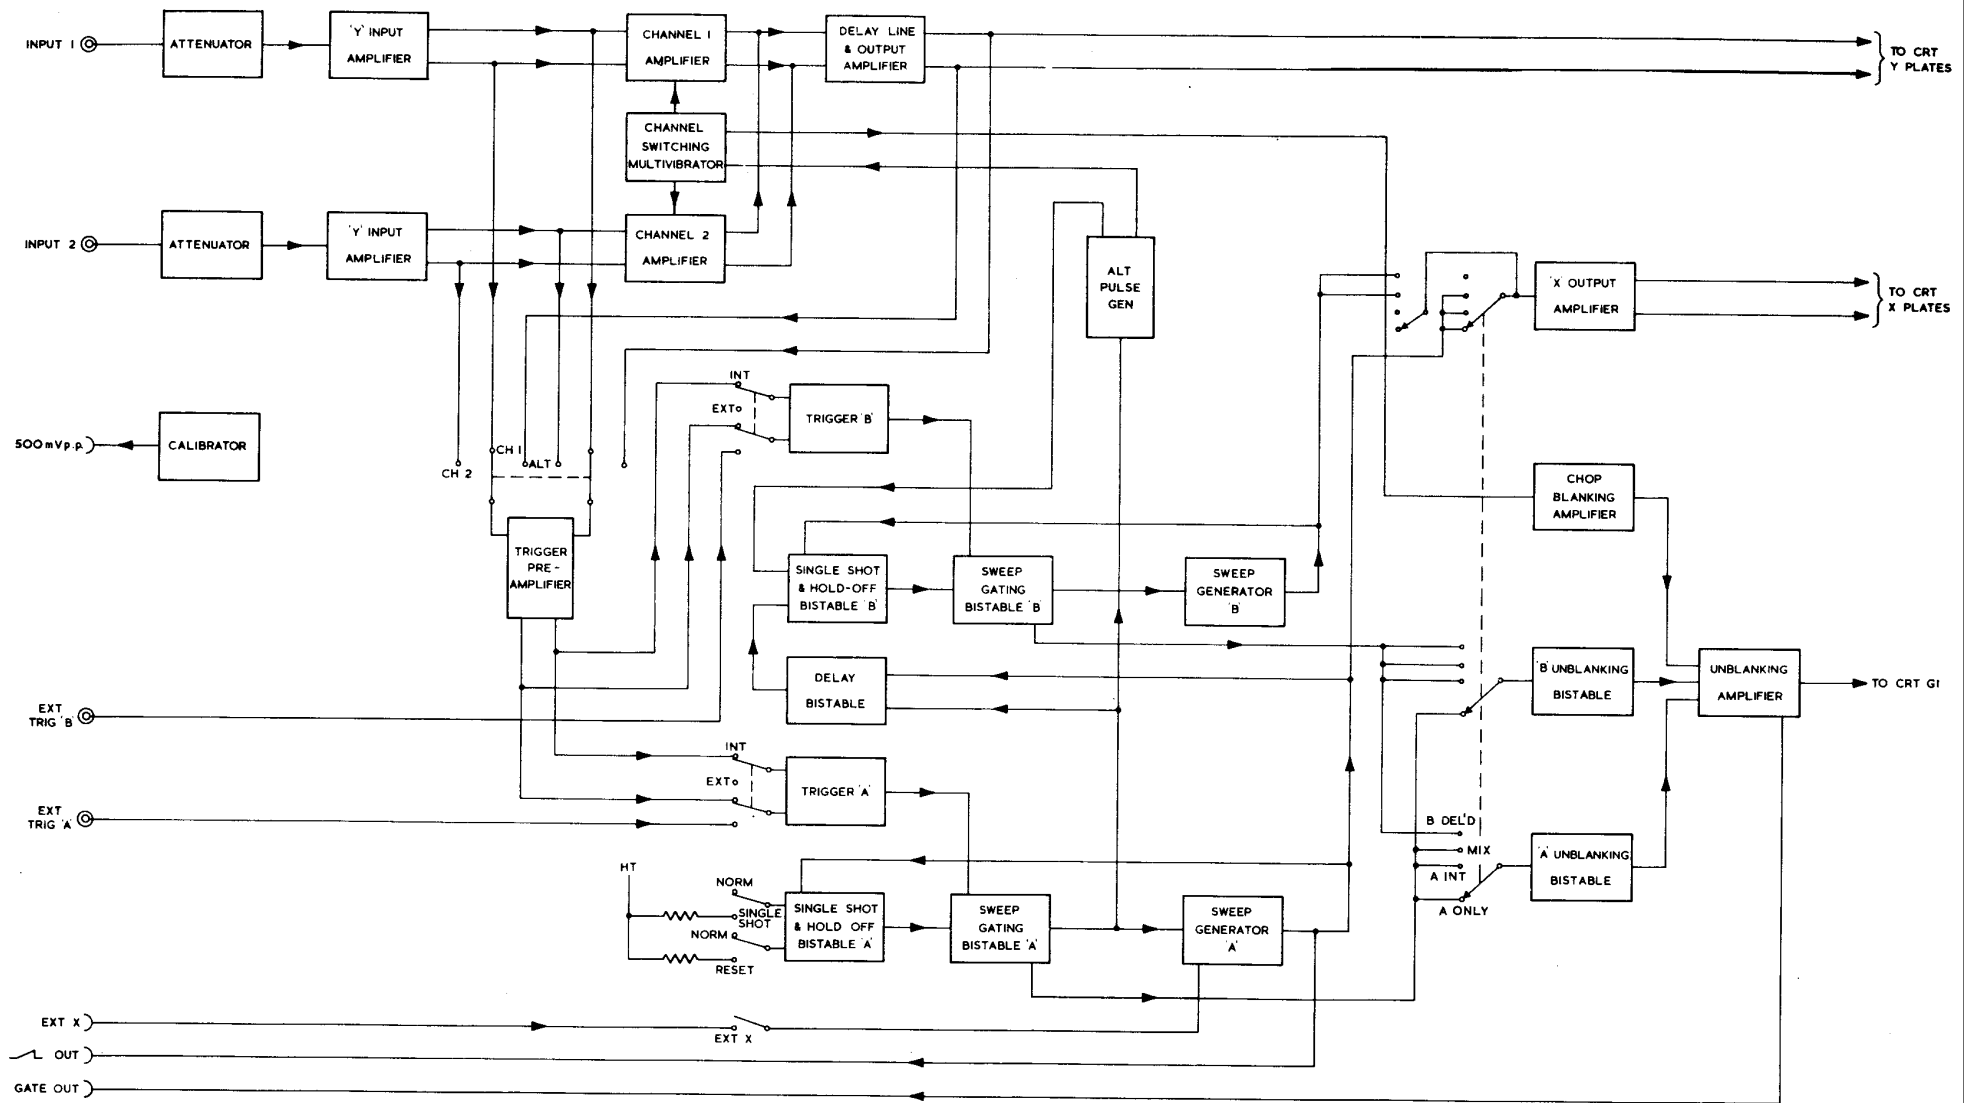 INPUT 1
ATTENUATOR
'Y' INPUT
AMPLIFIER
CHANNEL 1
AMPLIFIER
DELAY LINE
& OUTPUT
AMPLIFIER
TO CRT
Y PLATES
CHANNEL
SWITCHING
MULTIVIBRATOR
INPUT 2
ATTENUATOR
'Y' INPUT
AMPLIFIER
CHANNEL 2
AMPLIFIER
ALT
PULSE
GEN
'X' OUTPUT
AMPLIFIER
TO CRT
X PLATES
500mVp.p.
CALIBRATOR
CH 2
CH 1
ALT
INT
EXT
TRIGGER 'B'
CHOP
BLANKING
AMPLIFIER
TRIGGER
PRE-
AMPLIFIER
SINGLE SHOT
& HOLD-OFF
BISTABLE 'B'
SWEEP
GATING
BISTABLE 'B
SWEEP
GENERATOR
'B'
DELAY
BISTABLE
'B' UNBLANKING
BISTABLE
UNBLANKING
AMPLIFIER
TO CRT G1
EXT
TRIG 'B'
INT
EXT
TRIGGER 'A'
EXT
TRIG 'A'
B DEL'D
MIX
A INT
A ONLY
'A' UNBLANKING
BISTABLE
HT
NORM
SINGLE
SHOT
NORM
RESET
SINGLE SHOT
& HOLD OFF
BISTABLE 'A'
SWEEP
GATING
BISTABLE 'A'
SWEEP
GENERATOR
'A'
EXT X
EXT X
OUT
GATE OUT